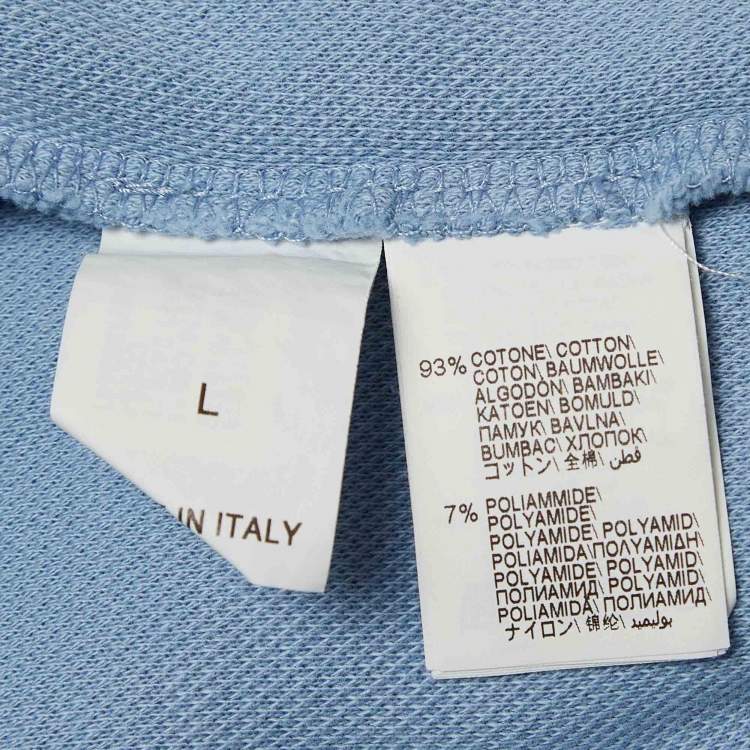 L
IN ITALY
93% COTONE\ COTTON\
COTON\ BAUMWOLLE\
ALGODÓN\ BAMBAKI\
KATOEN\ BOMULD\
ПАМУК\ BAVLNA\
BUMBAC\ ХЛОПОК\
コットン\ 全棉\ قطن\
7% POLIAMMIDE\
POLYAMIDE\
POLYAMIDE\ POLYAMID\
POLIAMIDA\ ΠΟΛΥΑΜΙΔΗ\
POLYAMIDE\ POLYAMID\
ПОЛИАМИД\ POLYAMID\
POLIAMIDA\ ПОЛИАМИД\
ナイロン\ 锦纶\ بوليميد\